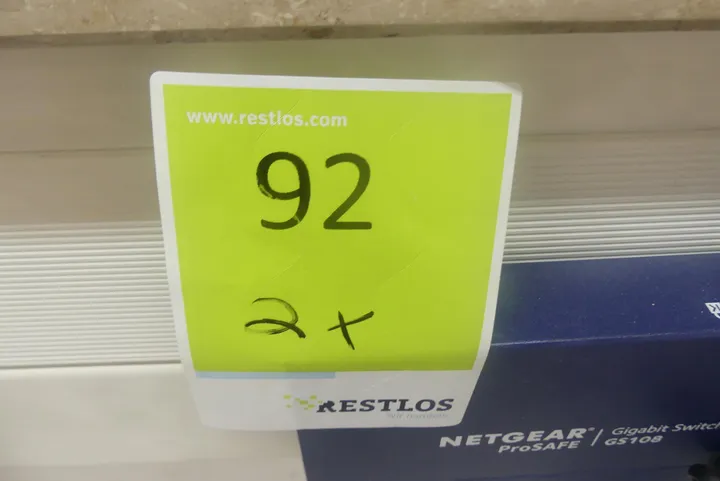 www.restlos.com
92
2x
RESTLOS
NETGEAR® | Gigabit Switch
ProSAFE | GS108